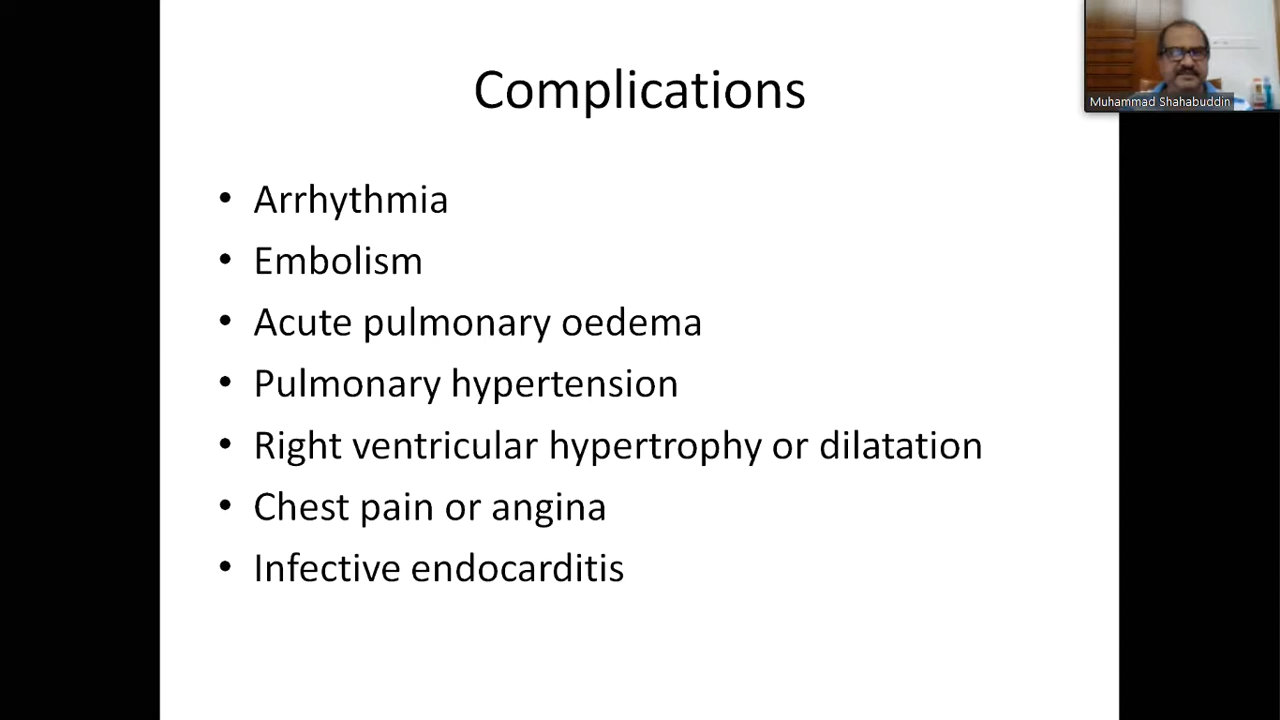 Complications
Muhammad Shahabuddin
• Arrhythmia
• Embolism
• Acute pulmonary oedema
• Pulmonary hypertension
• Right ventricular hypertrophy or dilatation
• Chest pain or angina
• Infective endocarditis